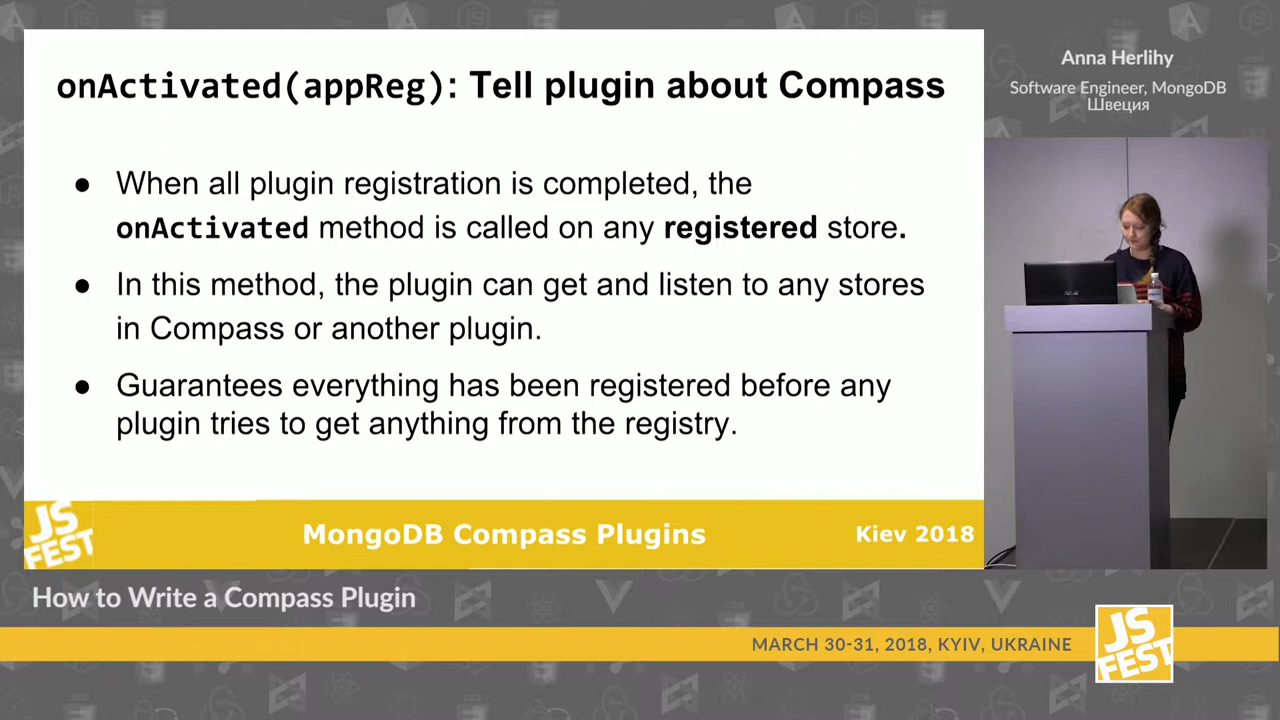 onActivated(appReg): Tell plugin about Compass
● When all plugin registration is completed, the
onActivated method is called on any registered store.
● In this method, the plugin can get and listen to any stores
in Compass or another plugin.
● Guarantees everything has been registered before any
plugin tries to get anything from the registry.
JS
FEST
MongoDB Compass Plugins
Kiev 2018
Anna Herlihy
Software Engineer, MongoDB
Швеция
ASUS
How to Write a Compass Plugin
MARCH 30-31, 2018, KYIV, UKRAINE
JS
FEST